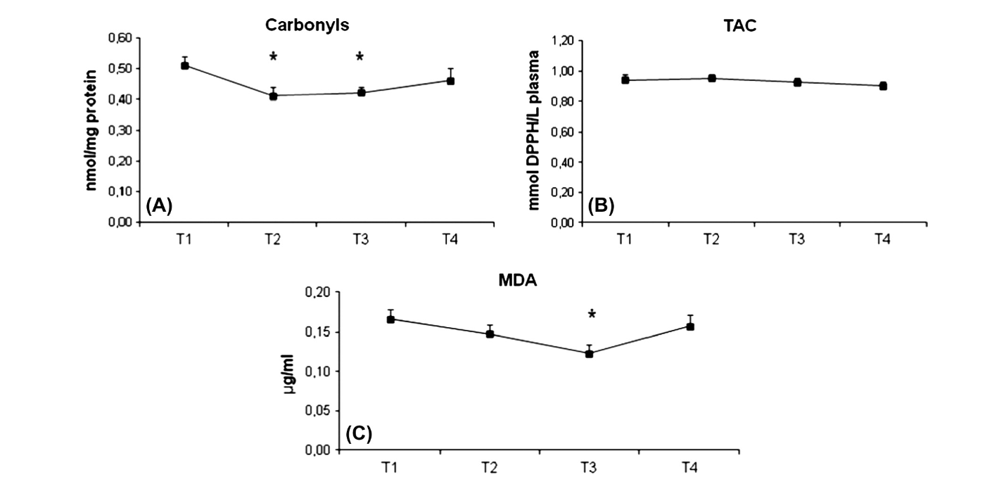 Carbonyls
nmol/mg protein
0,60
0,50
0,40
0,30
0,20
0,10
0,00
* *
(A)
T1 T2 T3 T4
TAC
mmol DPPH/L plasma
1,20
1,00
0,80
0,60
0,40
0,20
0,00
(B)
T1 T2 T3 T4
MDA
µg/ml
0,20
0,15
0,10
0,05
0,00
*
(C)
T1 T2 T3 T4